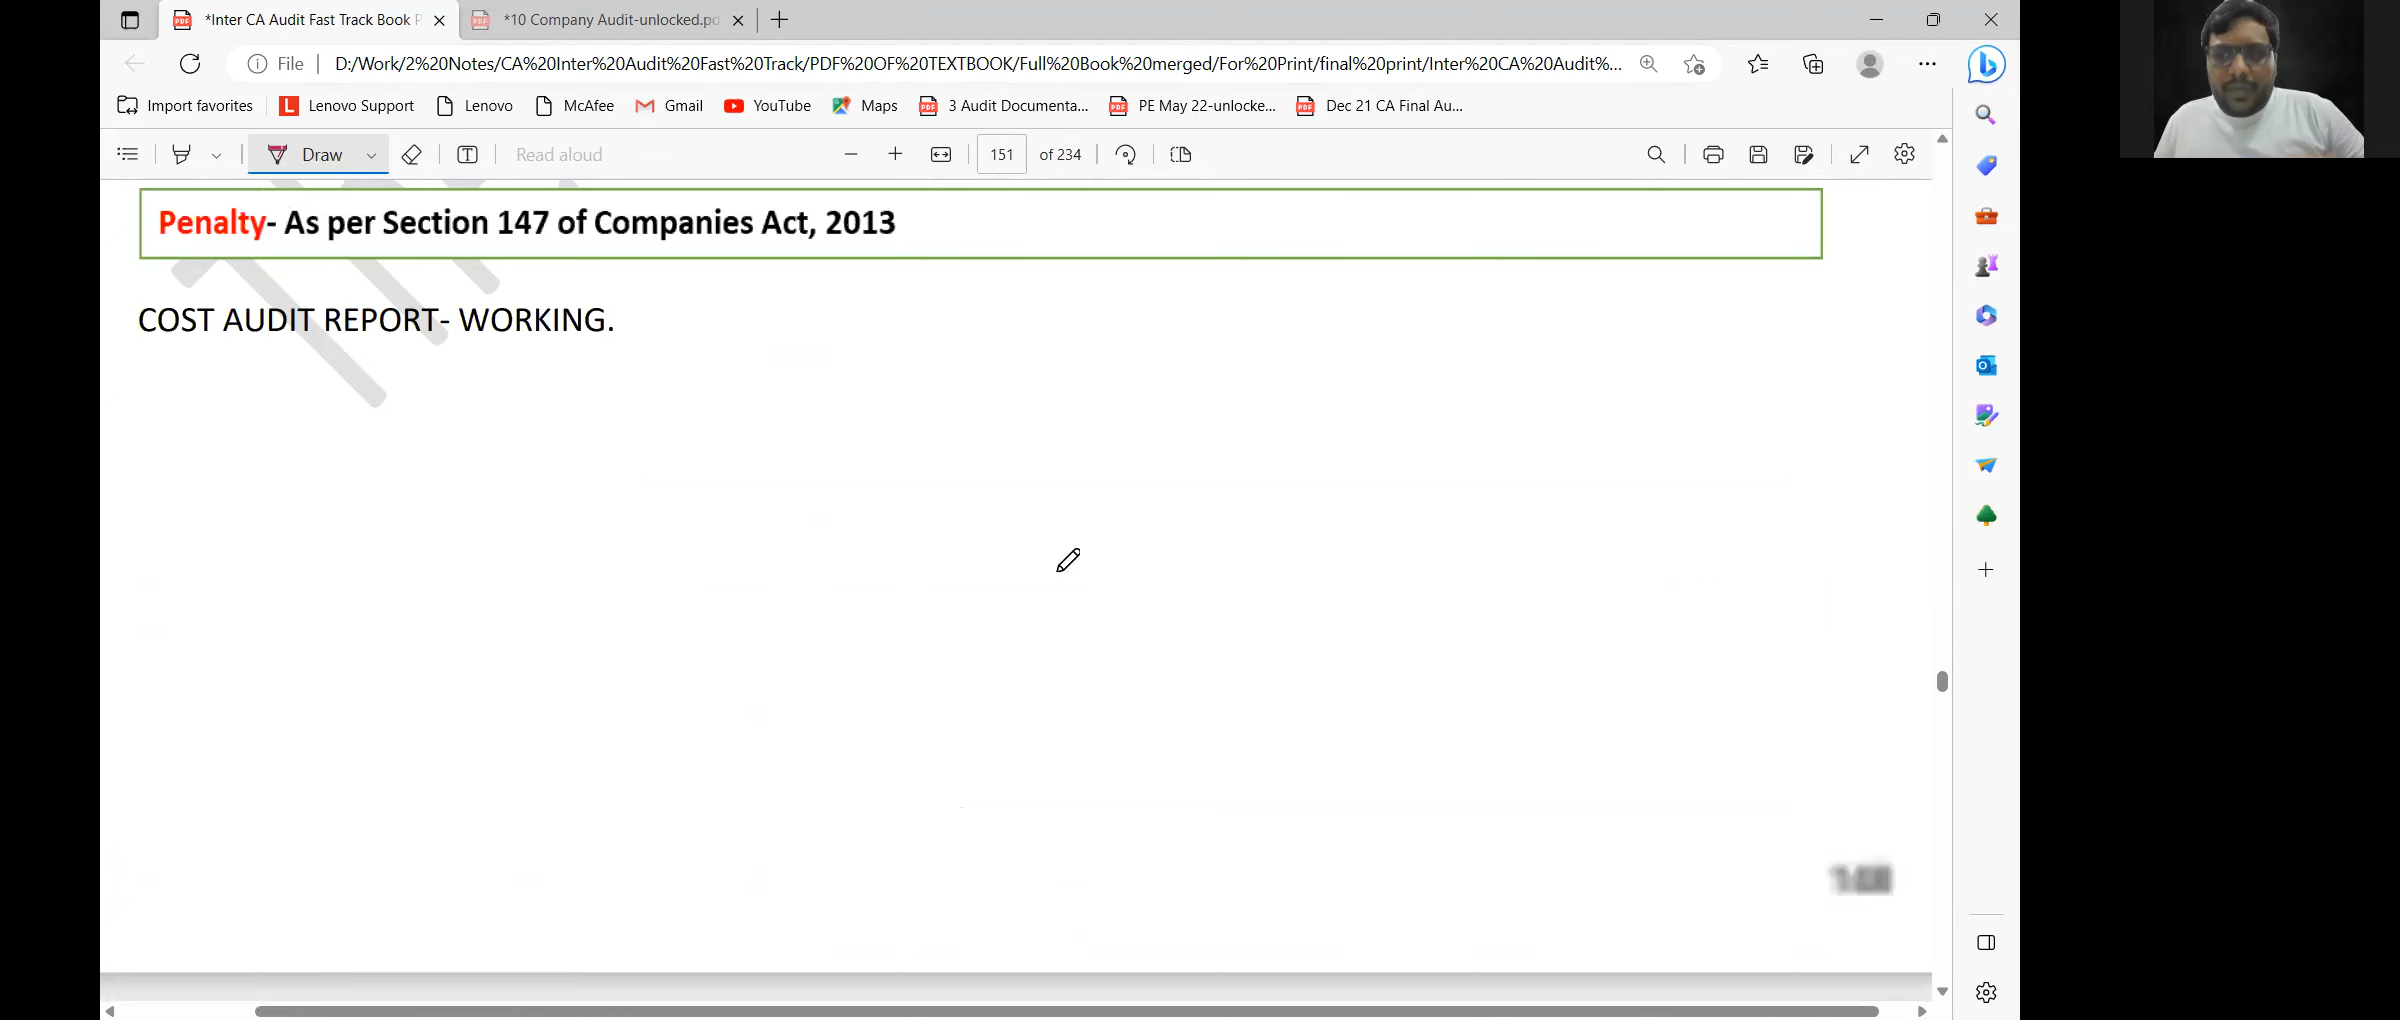 *Inter CA Audit Fast Track Book P
*10 Company Audit-unlocked.pd
File
D:/Work/2%20Notes/CA%20Inter%20Audit%20Fast%20Track/PDF%20OF%20TEXTBOOK/Full%20Book%20merged/For%20Print/final%20print/Inter%20CA%20Audit%...
Import favorites
Lenovo Support
Lenovo
McAfee
Gmail
YouTube
Maps
3 Audit Documenta...
PE May 22-unlocke...
Dec 21 CA Final Au...
Draw
Read aloud
151
of 234
Penalty- As per Section 147 of Companies Act, 2013
COST AUDIT REPORT- WORKING.